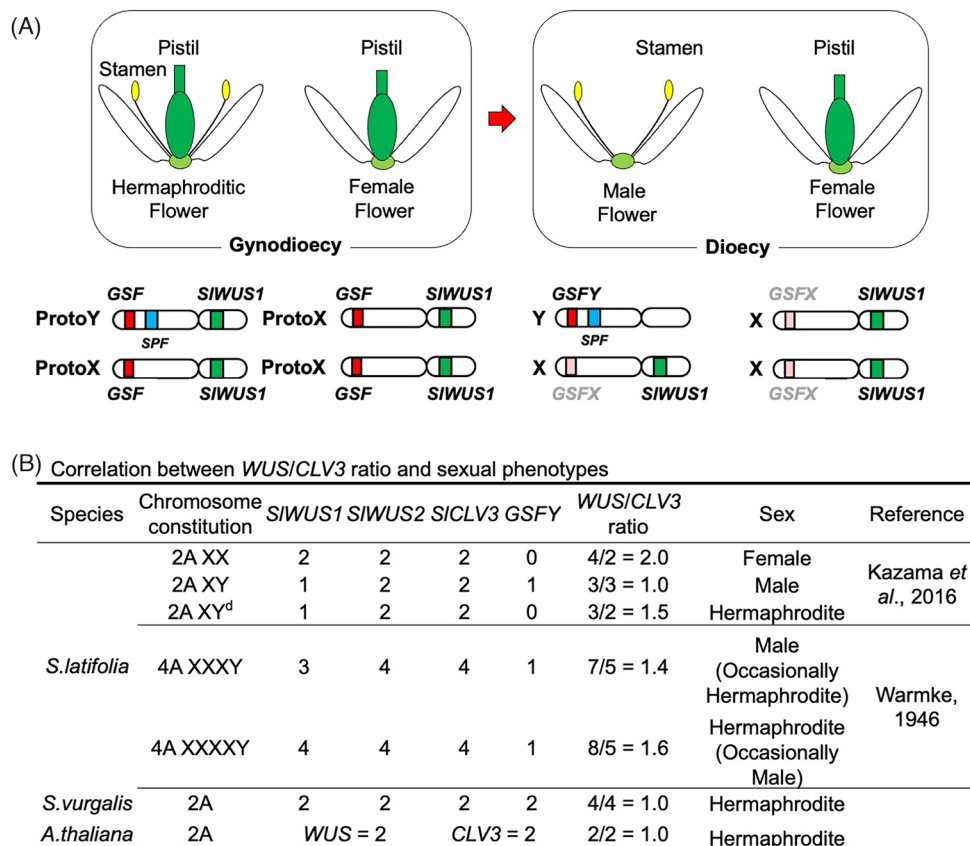 (A)
Pistil
Stamen
Hermaphroditic
Flower
Pistil
Female
Flower
Gynodioecy
Stamen
Male
Flower
Pistil
Female
Flower
Dioecy
GSF SlWUS1 GSF SlWUS1 GSFY GSFX SlWUS1
ProtoY ProtoX Y X
SPF SPF
ProtoX ProtoX X X
GSF SlWUS1 GSF SlWUS1 GSFX SlWUS1 GSFX SlWUS1
(B) Correlation between WUS/CLV3 ratio and sexual phenotypes
Species Chromosome constitution SlWUS1 SlWUS2 SlCLV3 GSFY WUS/CLV3 ratio Sex Reference
2A XX 2 2 2 0 4/2 = 2.0 Female
2A XY 1 2 2 1 3/3 = 1.0 Male
2A XYd 1 2 2 0 3/2 = 1.5 Hermaphrodite
Kazama et
al., 2016
S.latifolia 4A XXXY 3 4 4 1 7/5 = 1.4 Male
(Occasionally
Hermaphrodite)
4A XXXXY 4 4 4 1 8/5 = 1.6 Hermaphrodite
(Occasionally
Male)
Warmke,
1946
S.vurgalis 2A 2 2 2 2 4/4 = 1.0 Hermaphrodite
A.thaliana 2A WUS = 2 CLV3 = 2 2/2 = 1.0 Hermaphrodite